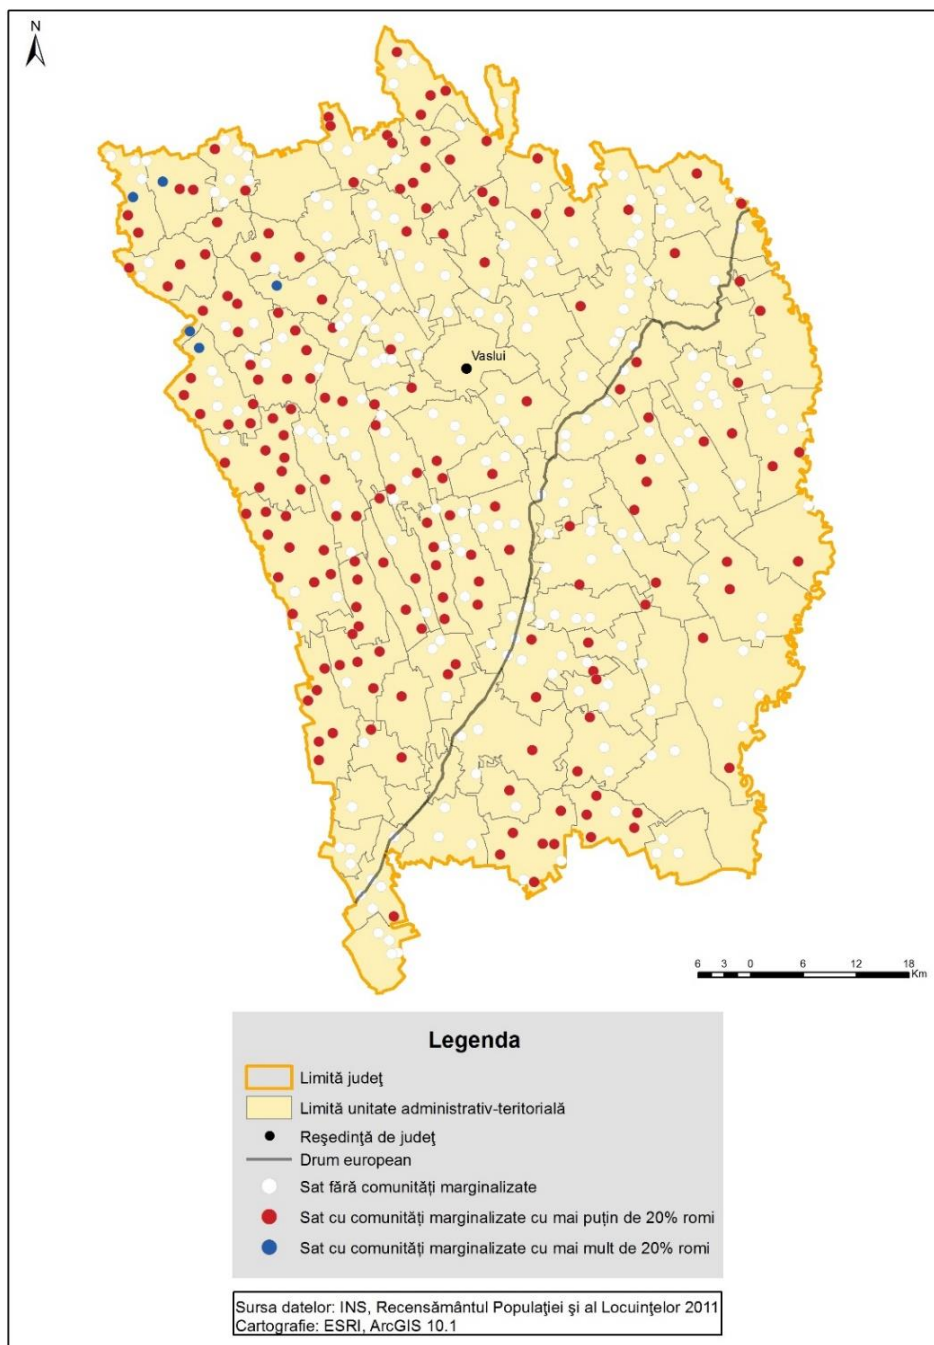 N
Vaslui
6 3 0 6 12 18
Km
Legenda
Limită judeţ
Limită unitate administrativ-teritorială
Reşedinţă de judeţ
Drum european
Sat fără comunităţi marginalizate
Sat cu comunităţi marginalizate cu mai puţin de 20% romi
Sat cu comunităţi marginalizate cu mai mult de 20% romi
Sursa datelor: INS, Recensământul Populaţiei şi al Locuinţelor 2011
Cartografie: ESRI, ArcGIS 10.1